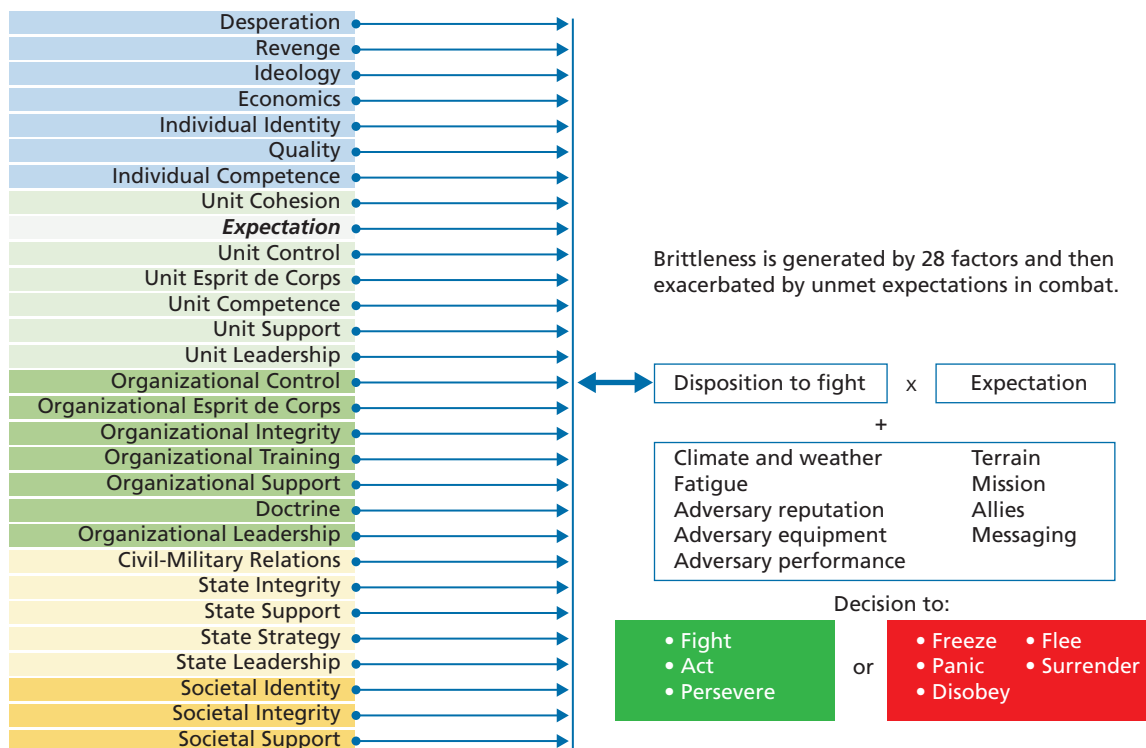 Desperation
Revenge
Ideology
Economics
Individual Identity
Quality
Individual Competence
Unit Cohesion
Expectation
Unit Control
Unit Esprit de Corps
Unit Competence
Unit Support
Unit Leadership
Organizational Control
Organizational Esprit de Corps
Organizational Integrity
Organizational Training
Organizational Support
Doctrine
Organizational Leadership
Civil-Military Relations
State Integrity
State Support
State Strategy
State Leadership
Societal Identity
Societal Integrity
Societal Support
Brittleness is generated by 28 factors and then
exacerbated by unmet expectations in combat.
Disposition to fight x Expectation
+
Climate and weather
Fatigue
Adversary reputation
Adversary equipment
Adversary performance
Terrain
Mission
Allies
Messaging
Decision to:
• Fight
• Act
• Persevere
or
• Freeze
• Panic
• Disobey
• Flee
• Surrender